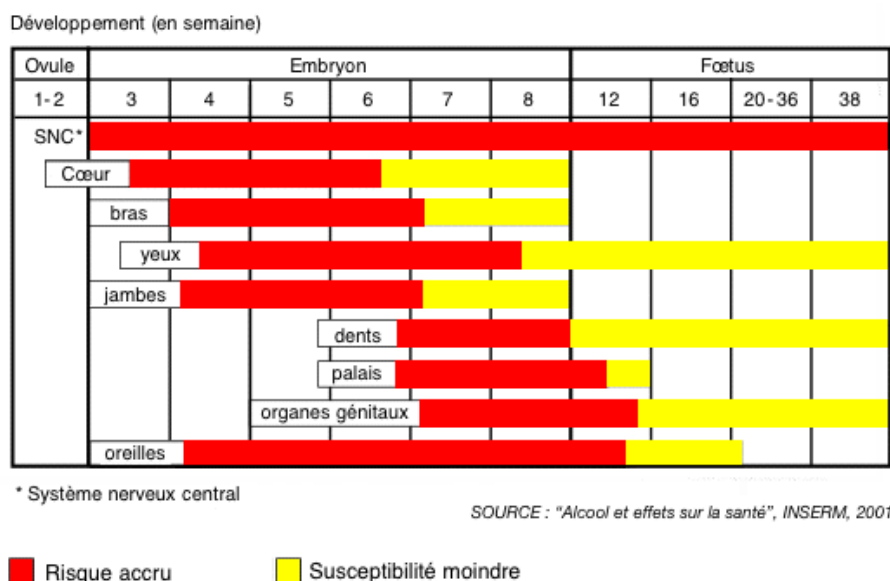 Développement (en semaine)
Ovule Embryon Fœtus
1-2 3 4 5 6 7 8 12 16 20-36 38
SNC*
Cœur
bras
yeux
jambes
dents
palais
organes génitaux
oreilles
* Système nerveux central
SOURCE : "Alcool et effets sur la santé", INSERM, 2001
Risque accru Susceptibilité moindre